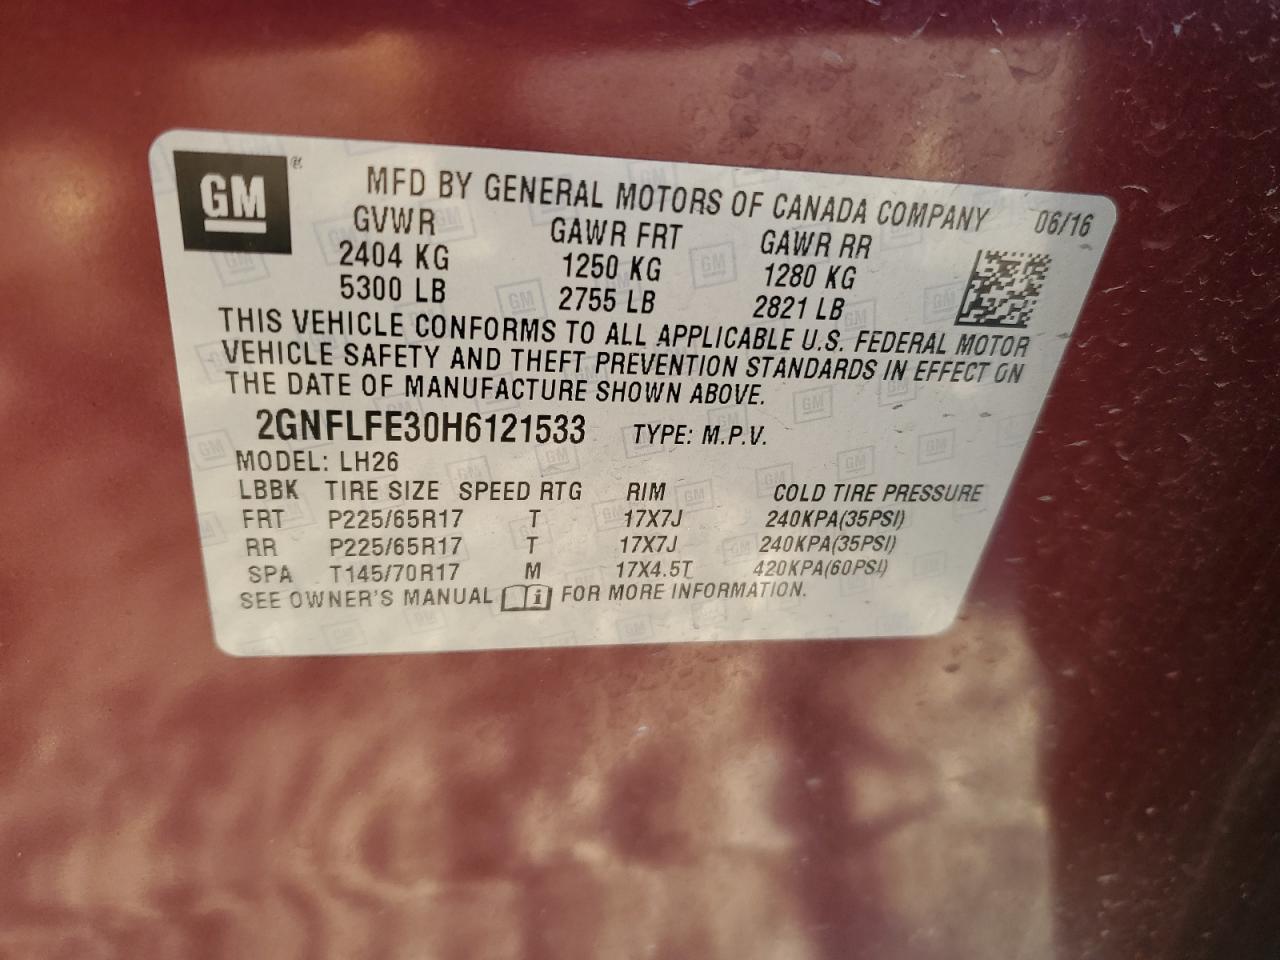 GM ®
MFD BY GENERAL MOTORS OF CANADA COMPANY 06/16
GVWR GAWR FRT GAWR RR
2404 KG 1250 KG 1280 KG
5300 LB 2755 LB 2821 LB
THIS VEHICLE CONFORMS TO ALL APPLICABLE U.S. FEDERAL MOTOR
VEHICLE SAFETY AND THEFT PREVENTION STANDARDS IN EFFECT ON
THE DATE OF MANUFACTURE SHOWN ABOVE.
2GNFLFE30H6121533 TYPE: M.P.V.
MODEL: LH26
LBBK TIRE SIZE SPEED RTG RIM COLD TIRE PRESSURE
FRT P225/65R17 T 17X7J 240KPA(35PSI)
RR P225/65R17 T 17X7J 240KPA(35PSI)
SPA T145/70R17 M 17X4.5T 420KPA(60PSI)
SEE OWNER'S MANUAL i FOR MORE INFORMATION.